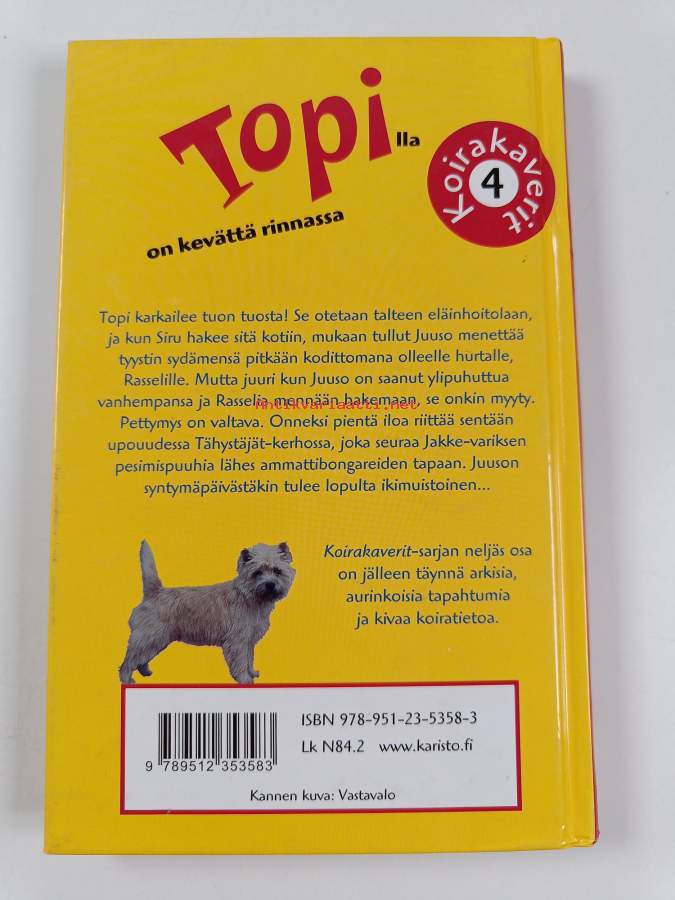 Topilla
on kevättä rinnassa
Koirakaverit
4
Topi karkailee tuon tuosta! Se otetaan talteen eläinhoitolaan,
ja kun Siru hakee sitä kotiin, mukaan tullut Juuso menettää
tyystin sydämensä pitkään kodittomana olleelle hurtalle,
Rasselille. Mutta juuri kun Juuso on saanut ylipuhuttua
vanhempansa ja Rasselia mennään hakemaan, se onkin myyty.
Antikvariaatti.net
Pettymys on valtava. Onneksi pientä iloa riittää sentään
upouudessa Tähystäjät-kerhossa, joka seuraa Jakke-variksen
pesimispuuhia lähes ammattibongareiden tapaan. Juuson
syntymäpäivästäkin tulee lopulta ikimuistoinen...
Koirakaverit-sarjan neljäs osa
on jälleen täynnä arkisia,
aurinkoisia tapahtumia
ja kivaa koiratietoa.
ISBN 978-951-23-5358-3
Lk N84.2 www.karisto.fi
9 789512 353583
Kannen kuva: Vastavalo